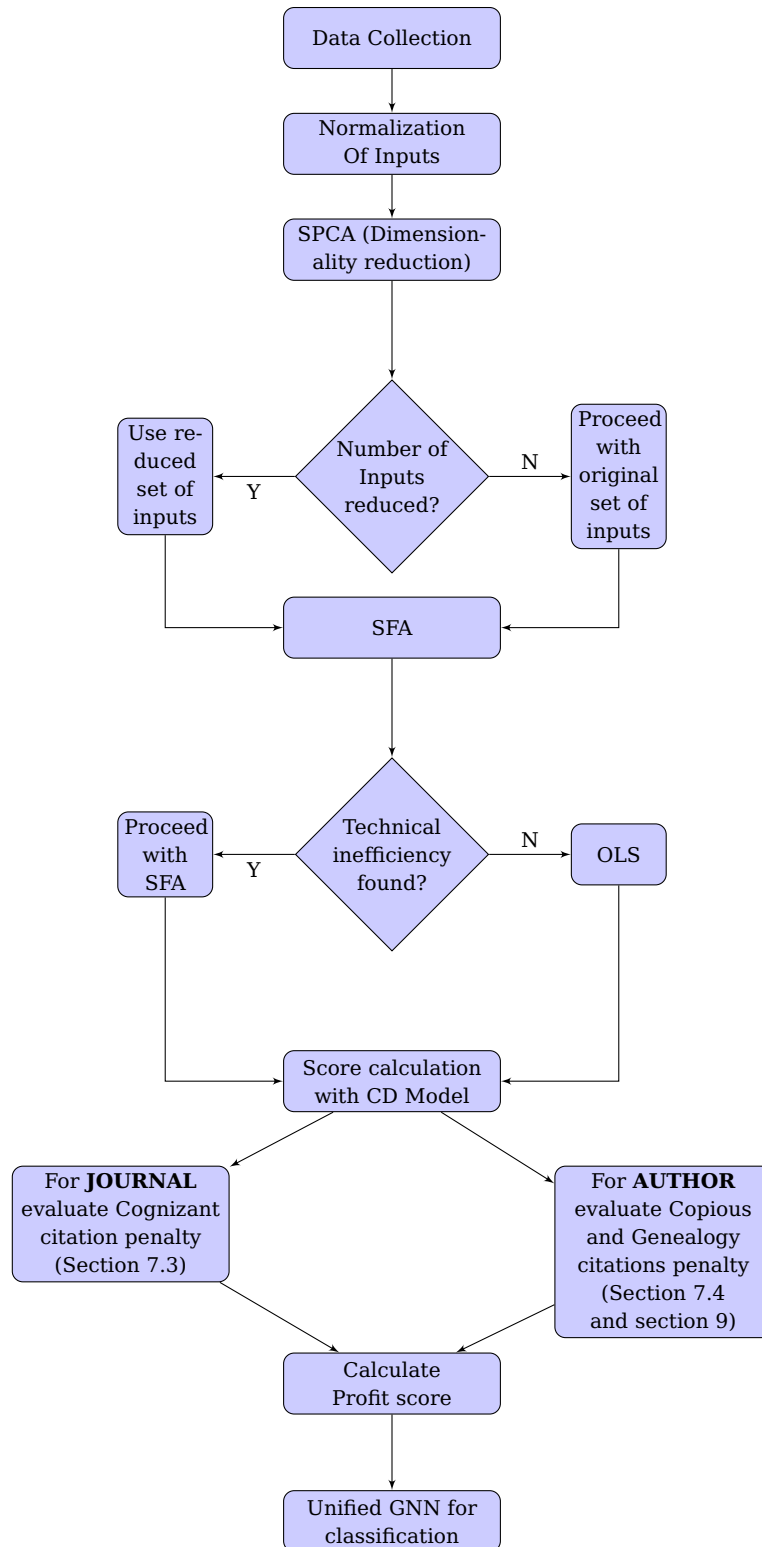 Data Collection
Normalization
Of Inputs
SPCA (Dimension-
ality reduction)
Number of
Inputs
reduced?
Y
N
Use re-
duced
set of
inputs
Proceed
with
original
set of
inputs
SFA
Technical
inefficiency
found?
Y
N
Proceed
with
SFA
OLS
Score calculation
with CD Model
For JOURNAL
evaluate Cognizant
citation penalty
(Section 7.3)
For AUTHOR
evaluate Copious
and Genealogy
citations penalty
(Section 7.4
and section 9)
Calculate
Profit score
Unified GNN for
classification